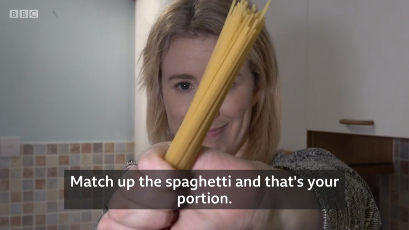 BBC
Match up the spaghetti and that's your
portion.